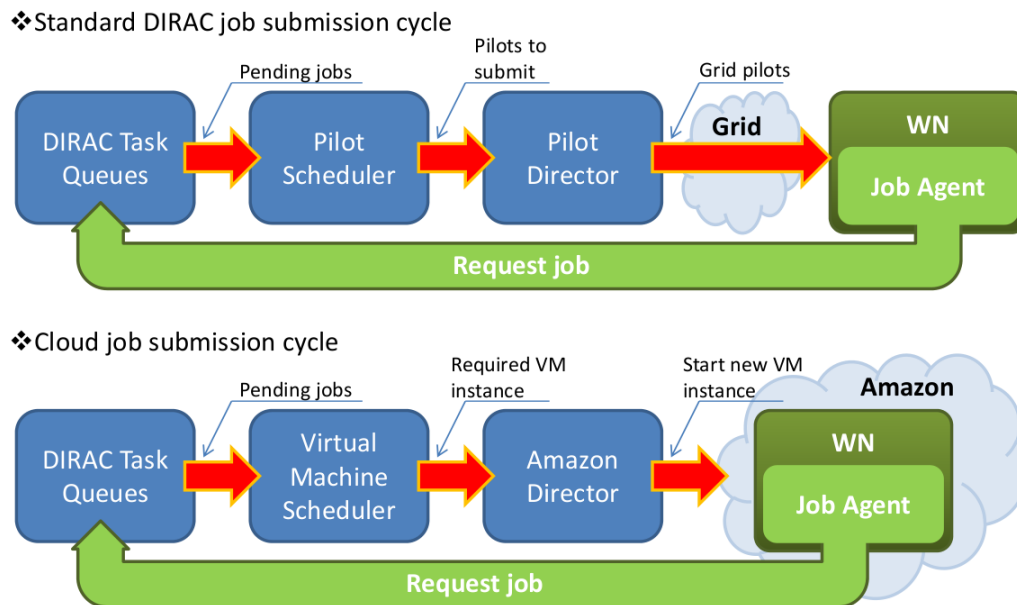 ❖Standard DIRAC job submission cycle
Pending jobs
Pilots to
submit
Grid pilots
DIRAC Task
Queues
Pilot
Scheduler
Pilot
Director
Grid
WN
Job Agent
Request job
❖Cloud job submission cycle
Pending jobs
Required VM
instance
Start new VM
instance
DIRAC Task
Queues
Virtual
Machine
Scheduler
Amazon
Director
Amazon
WN
Job Agent
Request job